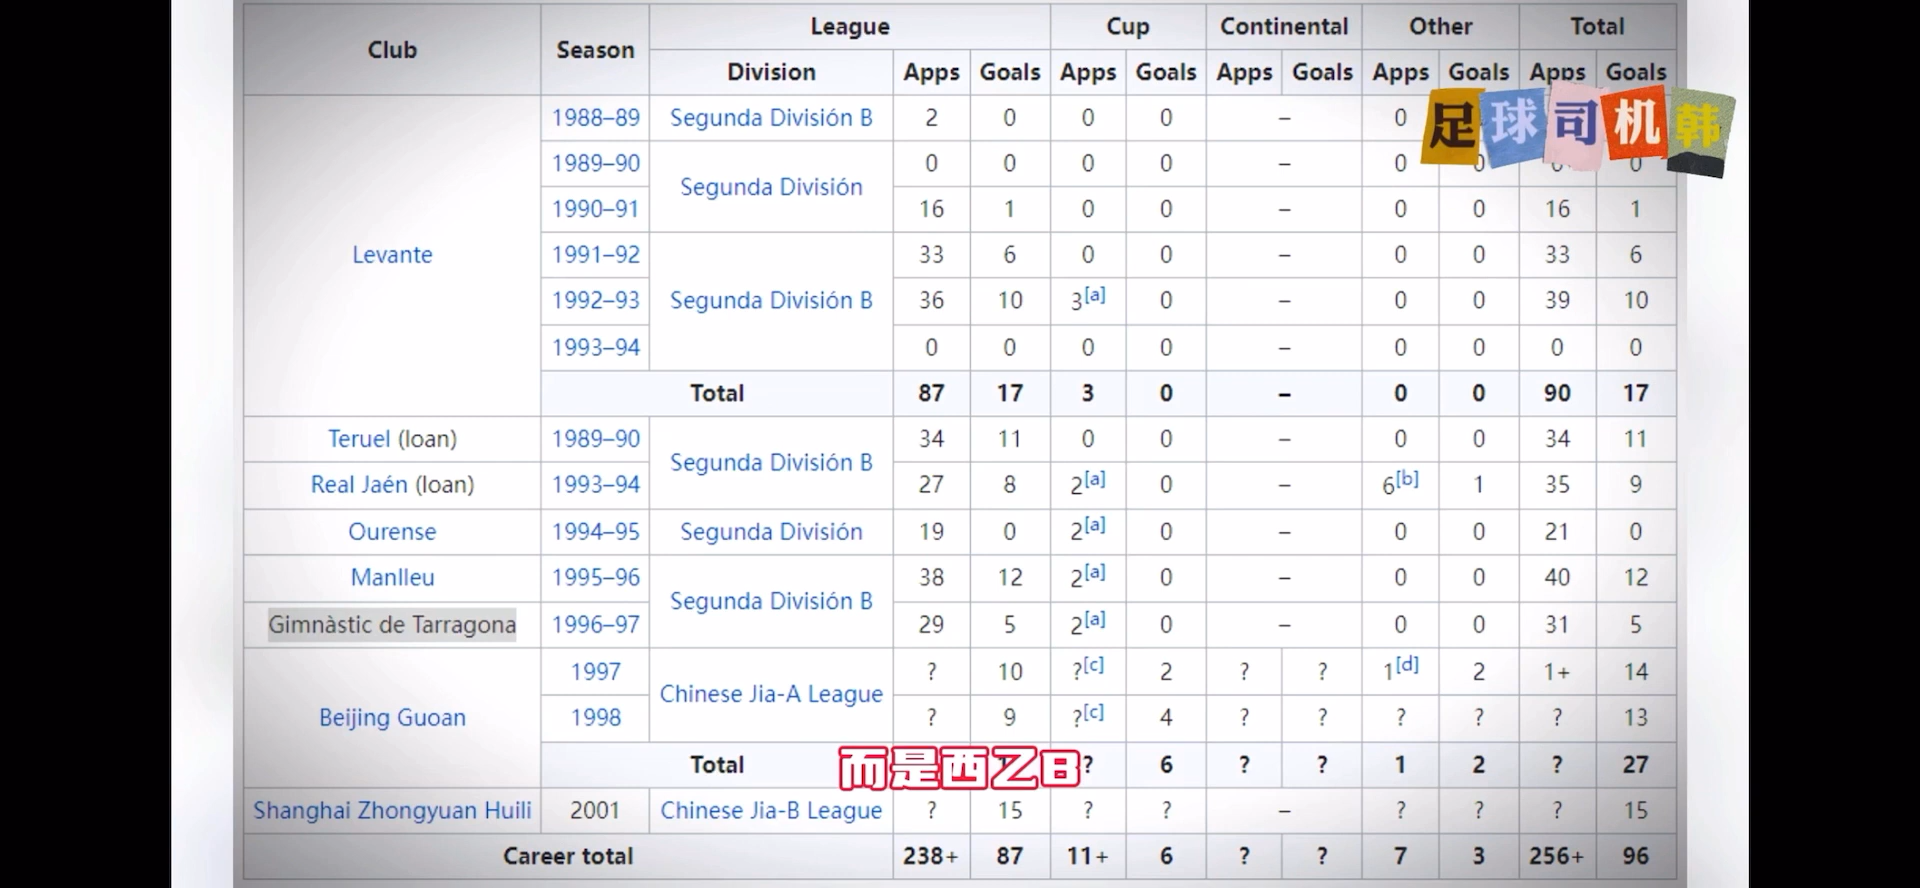 Club Season League Cup Continental Other Total
Division Apps Goals Apps Goals Apps Goals Apps Goals Apps Goals
足球司机韩
Levante
1988–89 Segunda División B 2 0 0 0 – 0
1989–90 Segunda División 0 0 0 0 – 0 0
1990–91 16 1 0 0 – 0 0 16 1
1991–92 Segunda División B 33 6 0 0 – 0 0 33 6
1992–93 36 10 3[a] 0 – 0 0 39 10
1993–94 0 0 0 0 – 0 0 0 0
Total 87 17 3 0 – 0 0 90 17
Teruel (loan) 1989–90 Segunda División B 34 11 0 0 – 0 0 34 11
Real Jaén (loan) 1993–94 27 8 2[a] 0 – 6[b] 1 35 9
Ourense 1994–95 Segunda División 19 0 2[a] 0 – 0 0 21 0
Manlleu 1995–96 Segunda División B 38 12 2[a] 0 – 0 0 40 12
Gimnàstic de Tarragona 1996–97 29 5 2[a] 0 – 0 0 31 5
Beijing Guoan 1997 Chinese Jia-A League ? 10 ?[c] 2 ? ? 1[d] 2 1+ 14
1998 ? 9 ?[c] 4 ? ? ? ? ? 13
Total ? 6 ? ? 1 2 ? 27
而是西乙B
Shanghai Zhongyuan Huili 2001 Chinese Jia-B League ? 15 ? ? – ? ? ? 15
Career total 238+ 87 11+ 6 ? ? 7 3 256+ 96